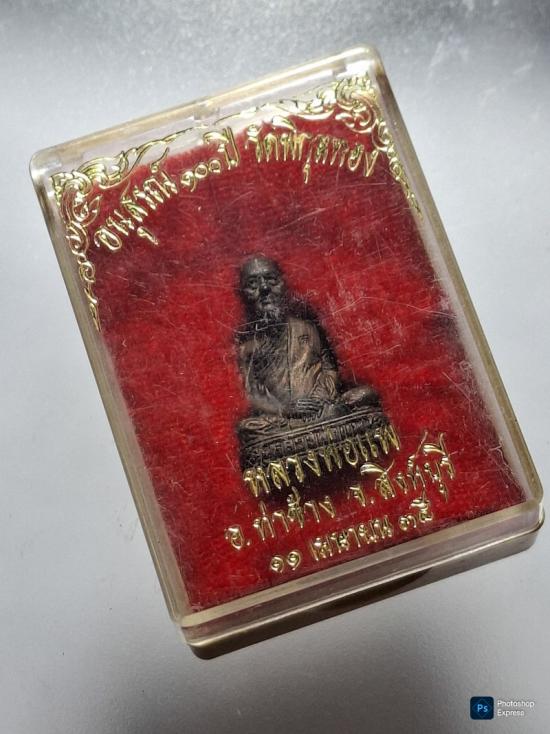 อนุสรณ์ ๑๐๐ ปี วัดพิกุลทอง
หลวงพ่อแพ
อ.ท่าช้าง จ.สิงห์บุรี
๑๑ เมษายน ๓๕
Ps Photoshop Express